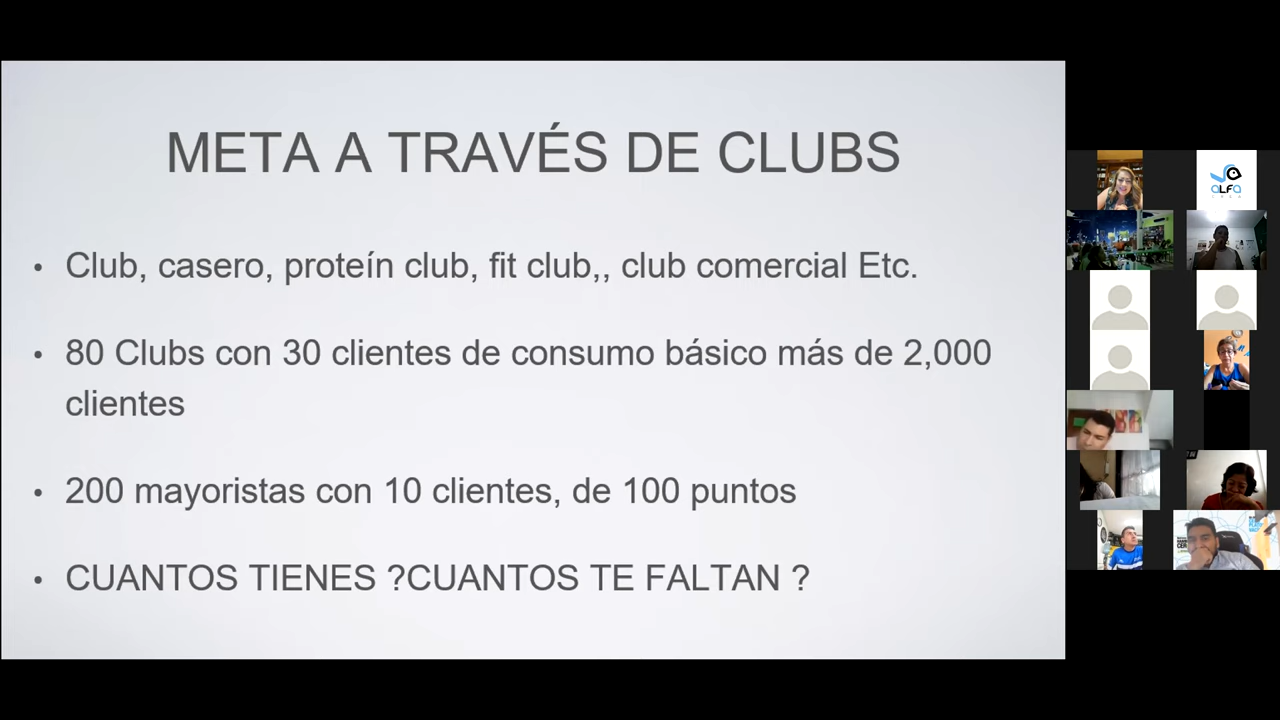 META A TRAVÉS DE CLUBS
• Club, casero, proteín club, fit club,, club comercial Etc.
• 80 Clubs con 30 clientes de consumo básico más de 2,000
clientes
• 200 mayoristas con 10 clientes, de 100 puntos
• CUANTOS TIENES ?CUANTOS TE FALTAN ?
ALFA